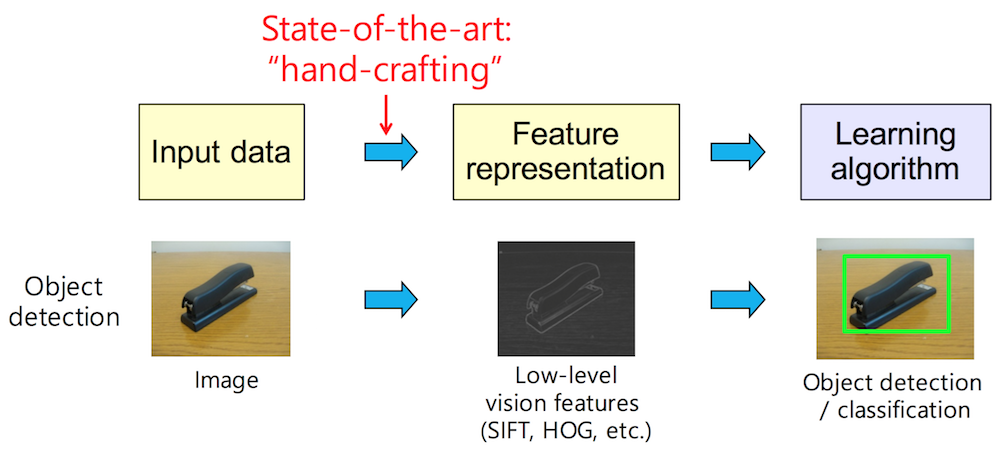 State-of-the-art:
“hand-crafting”
Input data
Feature
representation
Learning
algorithm
Object
detection
Image
Low-level
vision features
(SIFT, HOG, etc.)
Object detection
/ classification